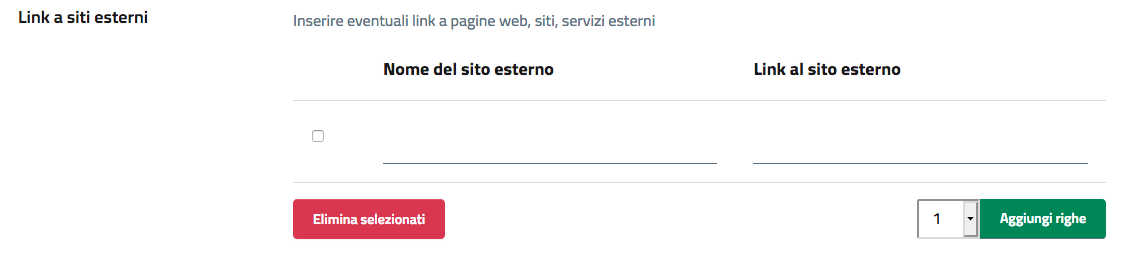 Link a siti esterni
Inserire eventuali link a pagine web, siti, servizi esterni
Nome del sito esterno
Link al sito esterno
Elimina selezionati
1
Aggiungi righe